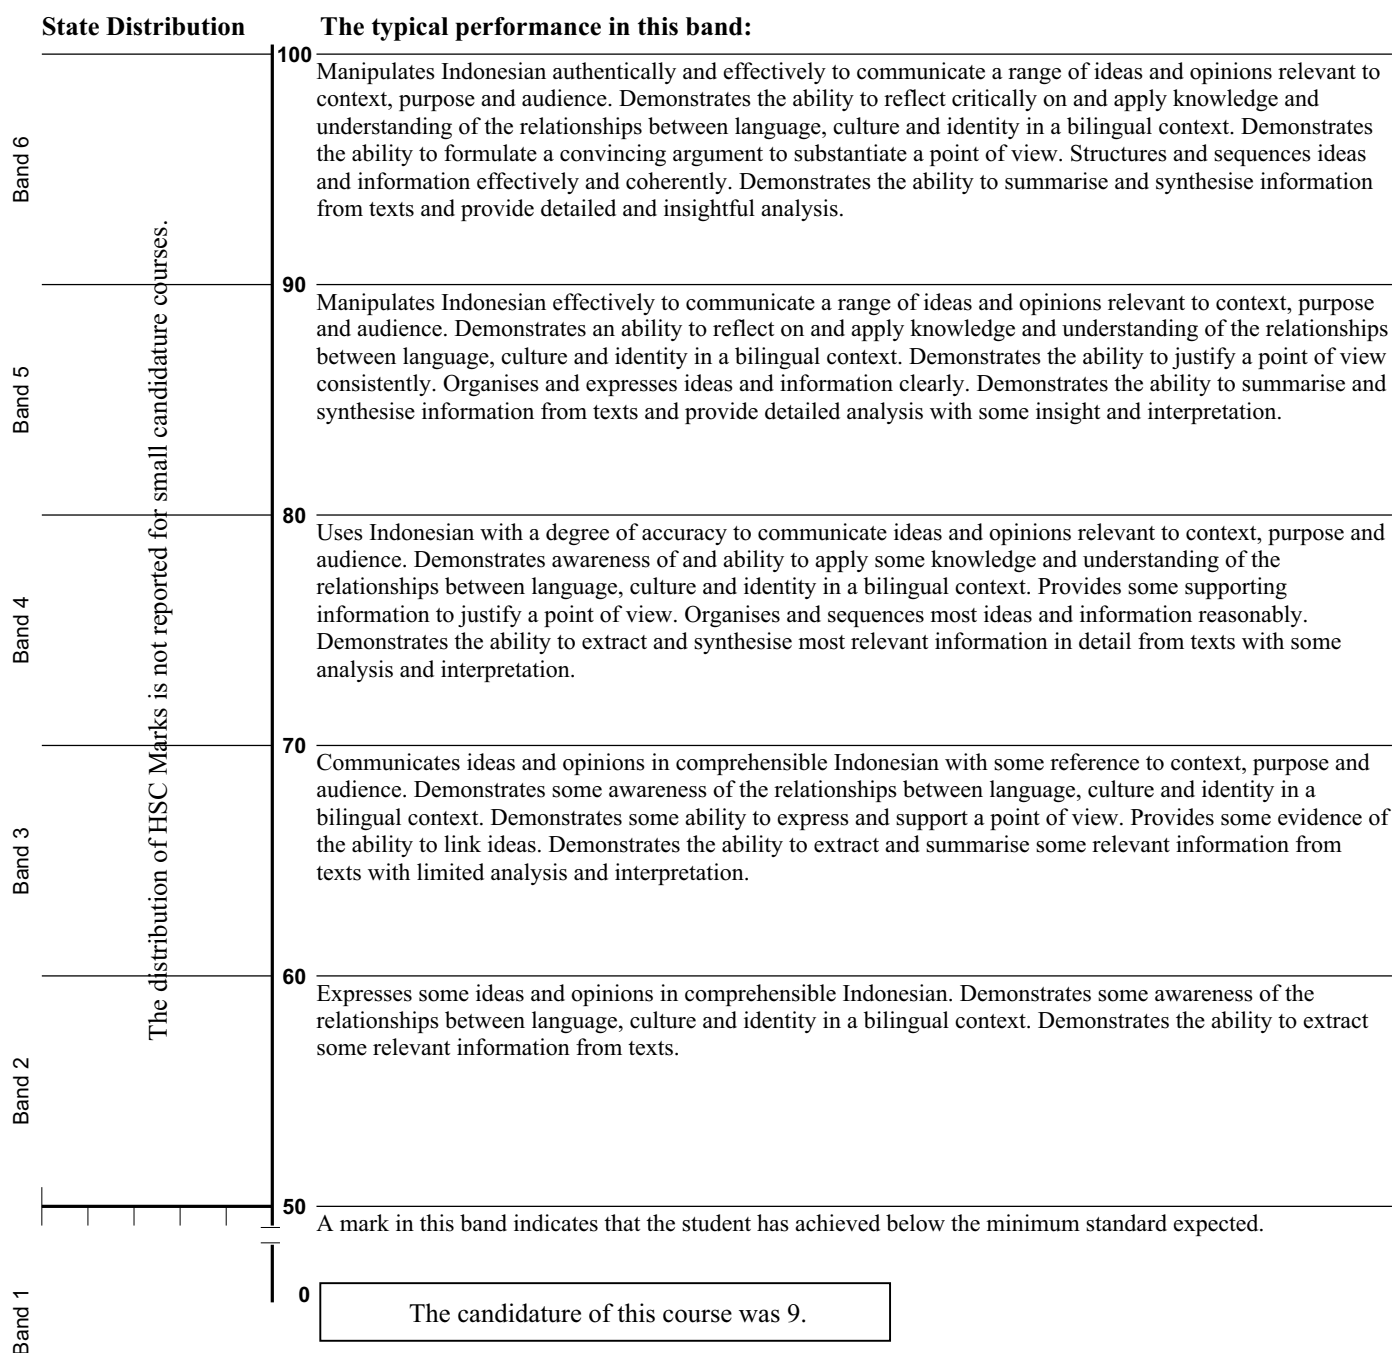 State Distribution
The typical performance in this band:
100
Manipulates Indonesian authentically and effectively to communicate a range of ideas and opinions relevant to
context, purpose and audience. Demonstrates the ability to reflect critically on and apply knowledge and
understanding of the relationships between language, culture and identity in a bilingual context. Demonstrates
the ability to formulate a convincing argument to substantiate a point of view. Structures and sequences ideas
and information effectively and coherently. Demonstrates the ability to summarise and synthesise information
from texts and provide detailed and insightful analysis.
Band 6
90
Manipulates Indonesian effectively to communicate a range of ideas and opinions relevant to context, purpose
and audience. Demonstrates an ability to reflect on and apply knowledge and understanding of the relationships
between language, culture and identity in a bilingual context. Demonstrates the ability to justify a point of view
consistently. Organises and expresses ideas and information clearly. Demonstrates the ability to summarise and
synthesise information from texts and provide detailed analysis with some insight and interpretation.
Band 5
80
Uses Indonesian with a degree of accuracy to communicate ideas and opinions relevant to context, purpose and
audience. Demonstrates awareness of and ability to apply some knowledge and understanding of the
relationships between language, culture and identity in a bilingual context. Provides some supporting
information to justify a point of view. Organises and sequences most ideas and information reasonably.
Demonstrates the ability to extract and synthesise most relevant information in detail from texts with some
analysis and interpretation.
Band 4
The distribution of HSC Marks is not reported for small candidature courses.
70
Communicates ideas and opinions in comprehensible Indonesian with some reference to context, purpose and
audience. Demonstrates some awareness of the relationships between language, culture and identity in a
bilingual context. Demonstrates some ability to express and support a point of view. Provides some evidence of
the ability to link ideas. Demonstrates the ability to extract and summarise some relevant information from
texts with limited analysis and interpretation.
Band 3
60
Expresses some ideas and opinions in comprehensible Indonesian. Demonstrates some awareness of the
relationships between language, culture and identity in a bilingual context. Demonstrates the ability to extract
some relevant information from texts.
Band 2
50
A mark in this band indicates that the student has achieved below the minimum standard expected.
0
Band 1
The candidature of this course was 9.